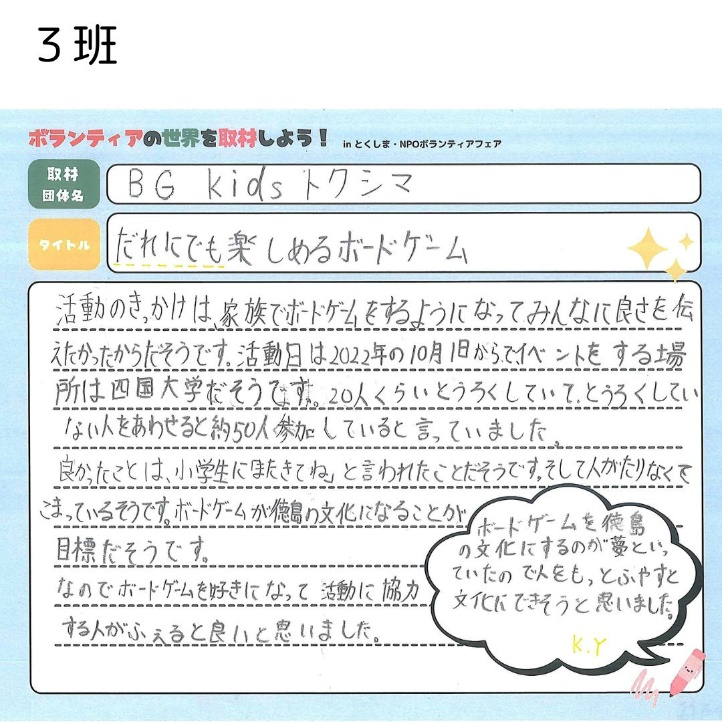 3班
ボランティアの世界を取材しよう！ in とくしま・NPOボランティアフェア
取材
団体名
BG kids トクシマ
タイトル
だれにでも楽しめるボードゲーム
活動のきっかけは、家族でボードゲームをするようになってみんなに良さを伝
えたかったからだそうです。活動日は2022年の10月1日からでイベントをする場
所は四国大学だそうです。20人くらいとうろくしていて、とうろくしてい
ない人をあわせると約50人参加していると言っていました。
良かったことは、小学生にまたきてね」と言われたことだそうです。そして人がたりなくて
こまっているそうです。ボードゲームが徳島の文化になることが
目標だそうです。
なのでボードゲームを好きになって活動に協力
する人がふえると良いと思いました。
ボードゲームを徳島
の文化にするのが夢といっ
ていたので人をもっとふやすと
文化にできそうと思いました。
K.Y